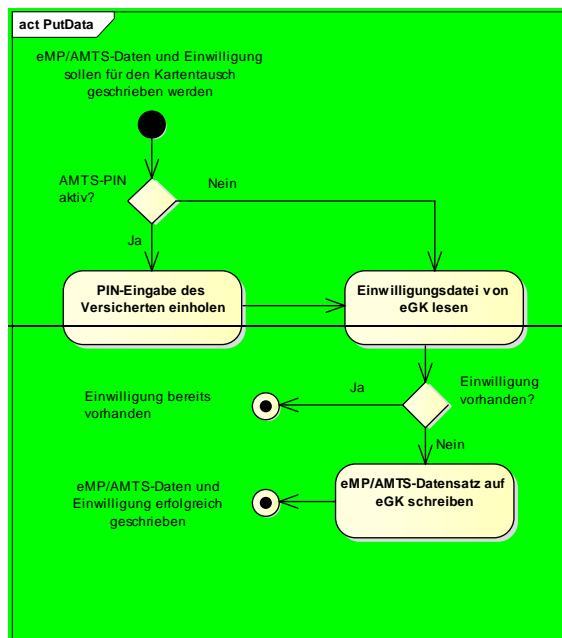 act PutData
eMP/AMTS-Daten und Einwilligung
sollen für den Kartentausch
geschrieben werden
AMTS-PIN
aktiv?
Nein
Ja
PIN-Eingabe des
Versicherten einholen
Einwilligungsdatei von
eGK lesen
Einwilligung bereits
vorhanden
Ja
Einwilligung
vorhanden?
Nein
eMP/AMTS-Daten und
Einwilligung erfolgreich
geschrieben
eMP/AMTS-Datensatz auf
eGK schreiben